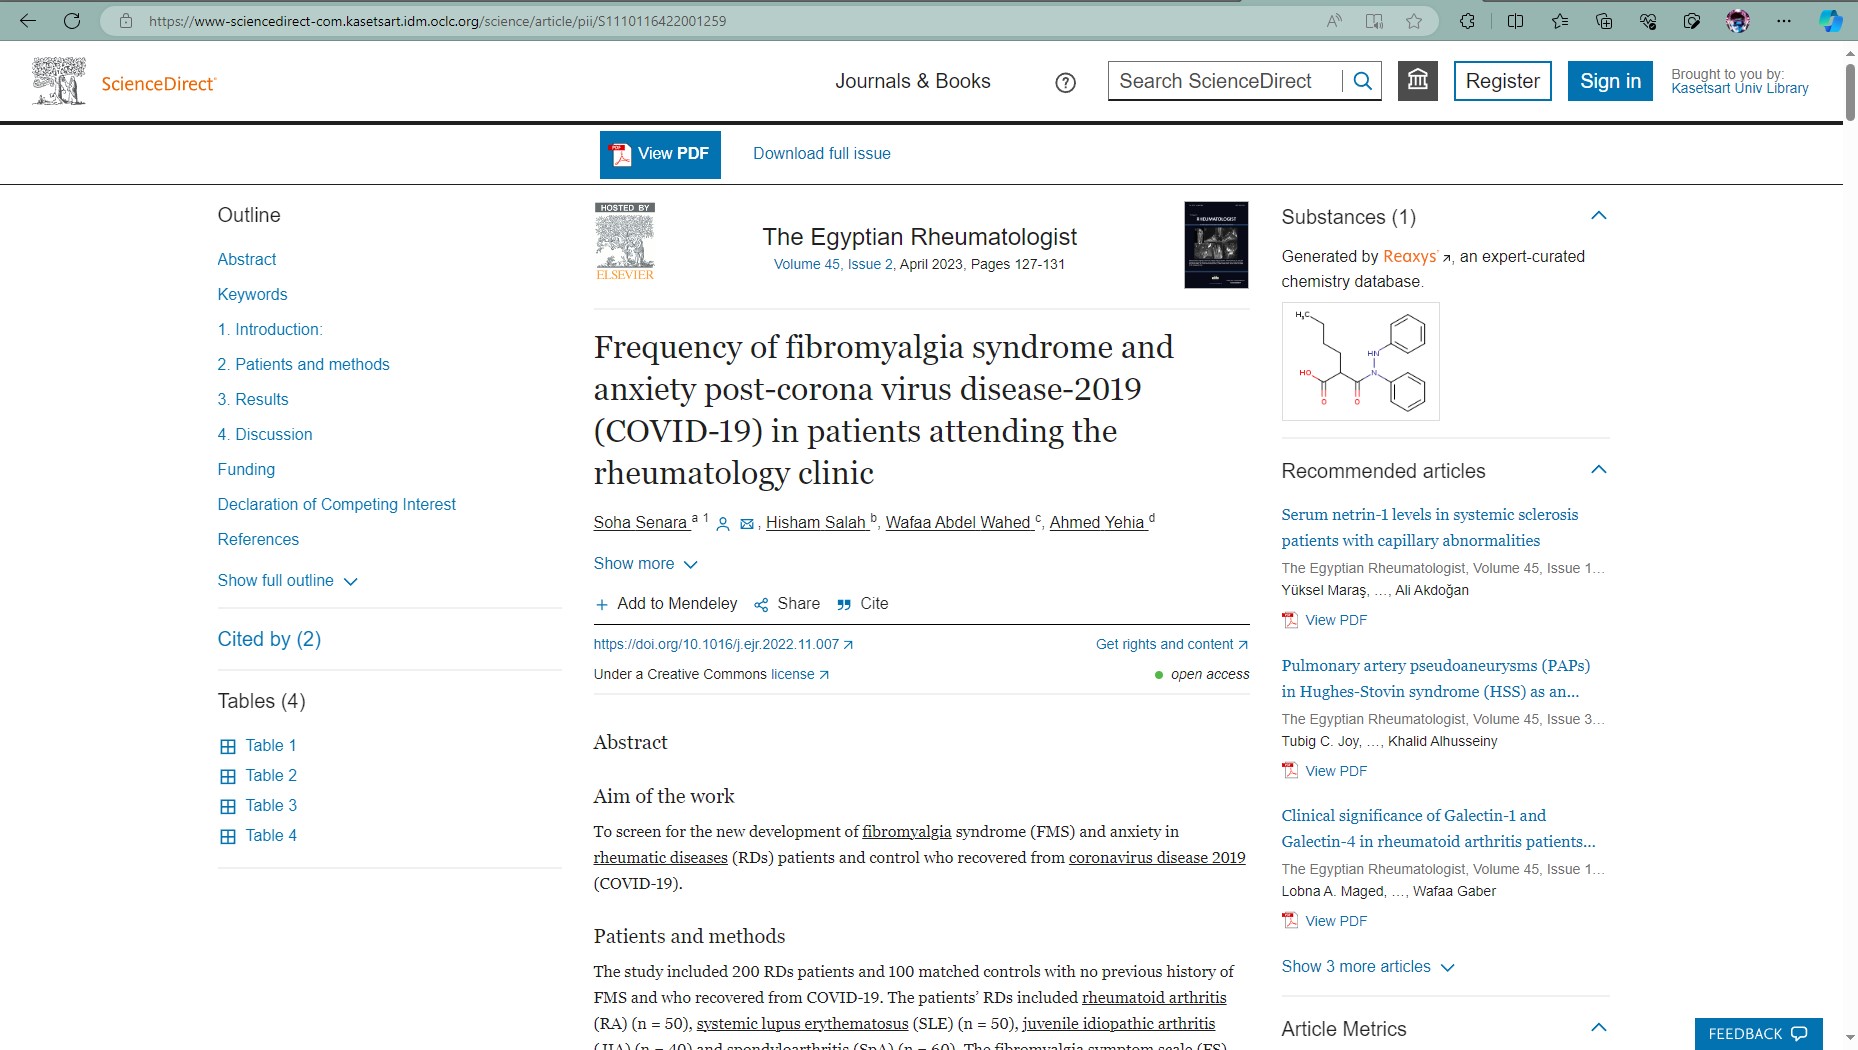 https://www-sciencedirect-com.kasetsart.idm.oclc.org/science/article/pii/S1110116422001259
ScienceDirect
Journals & Books
Search ScienceDirect
Register
Sign in
Brought to you by:
Kasetsart Univ Library
View PDF
Download full issue
Outline
Abstract
Keywords
1. Introduction:
2. Patients and methods
3. Results
4. Discussion
Funding
Declaration of Competing Interest
References
Show full outline
Cited by (2)
Tables (4)
Table 1
Table 2
Table 3
Table 4
HOSTED BY
ELSEVIER
The Egyptian Rheumatologist
Volume 45, Issue 2, April 2023, Pages 127-131
RHEUMATOLOGIST
Frequency of fibromyalgia syndrome and
anxiety post-corona virus disease-2019
(COVID-19) in patients attending the
rheumatology clinic
Soha Senara a 1, Hisham Salah b, Wafaa Abdel Wahed c, Ahmed Yehia d
Show more
+ Add to Mendeley Share Cite
https://doi.org/10.1016/j.ejr.2022.11.007
Get rights and content
Under a Creative Commons license
open access
Abstract
Aim of the work
To screen for the new development of fibromyalgia syndrome (FMS) and anxiety in
rheumatic diseases (RDs) patients and control who recovered from coronavirus disease 2019
(COVID-19).
Patients and methods
The study included 200 RDs patients and 100 matched controls with no previous history of
FMS and who recovered from COVID-19. The patients’ RDs included rheumatoid arthritis
(RA) (n = 50), systemic lupus erythematosus (SLE) (n = 50), juvenile idiopathic arthritis
(JIA) (n = 40) and spondyloarthritis (SpA) (n = 60). The fibromyalgia symptom scale (FS)
Substances (1)
Generated by Reaxys, an expert-curated
chemistry database.
H3C
HN
HO
N
O
O
Recommended articles
Serum netrin-1 levels in systemic sclerosis
patients with capillary abnormalities
The Egyptian Rheumatologist, Volume 45, Issue 1…
Yüksel Maraş, …, Ali Akdoğan
View PDF
Pulmonary artery pseudoaneurysms (PAPs)
in Hughes-Stovin syndrome (HSS) as an…
The Egyptian Rheumatologist, Volume 45, Issue 3…
Tubig C. Joy, …, Khalid Alhusseiny
View PDF
Clinical significance of Galectin-1 and
Galectin-4 in rheumatoid arthritis patients…
The Egyptian Rheumatologist, Volume 45, Issue 1…
Lobna A. Maged, …, Wafaa Gaber
View PDF
Show 3 more articles
Article Metrics
FEEDBACK